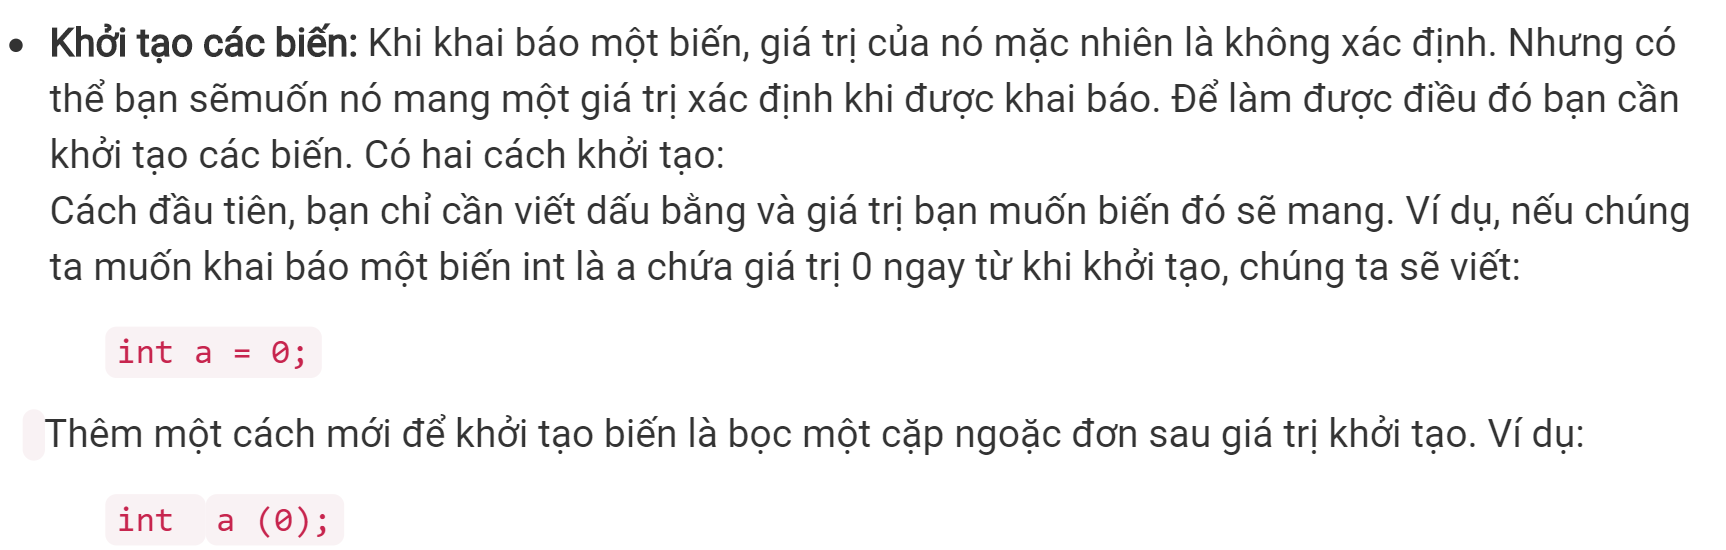 • Khởi tạo các biến: Khi khai báo một biến, giá trị của nó mặc nhiên là không xác định. Nhưng có
thể bạn sẽmuốn nó mang một giá trị xác định khi được khai báo. Để làm được điều đó bạn cần
khởi tạo các biến. Có hai cách khởi tạo:
Cách đầu tiên, bạn chỉ cần viết dấu bằng và giá trị bạn muốn biến đó sẽ mang. Ví dụ, nếu chúng
ta muốn khai báo một biến int là a chứa giá trị 0 ngay từ khi khởi tạo, chúng ta sẽ viết:
int a = 0;
Thêm một cách mới để khởi tạo biến là bọc một cặp ngoặc đơn sau giá trị khởi tạo. Ví dụ:
int  a (0);